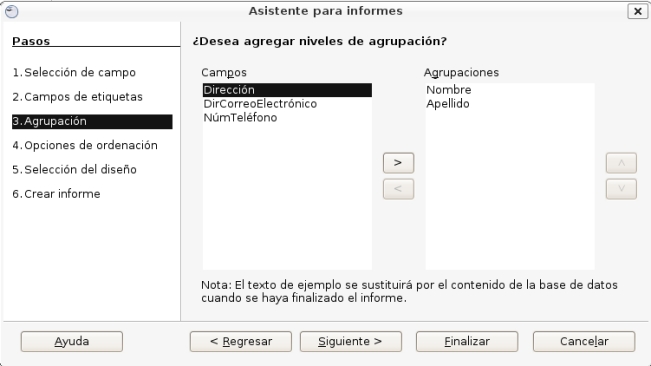 Asistente para informes
Pasos
1.Selección de campo
2.Campos de etiquetas
3.Agrupación
4.Opciones de ordenación
5.Selección del diseño
6.Crear informe
¿Desea agregar niveles de agrupación?
Campos
Dirección
DirCorreoElectrónico
NúmTeléfono
>
<
Agrupaciones
Nombre
Apellido
^
v
Nota: El texto de ejemplo se sustituirá por el contenido de la base de datos
cuando se haya finalizado el informe.
Ayuda
< Regresar
Siguiente >
Finalizar
Cancelar